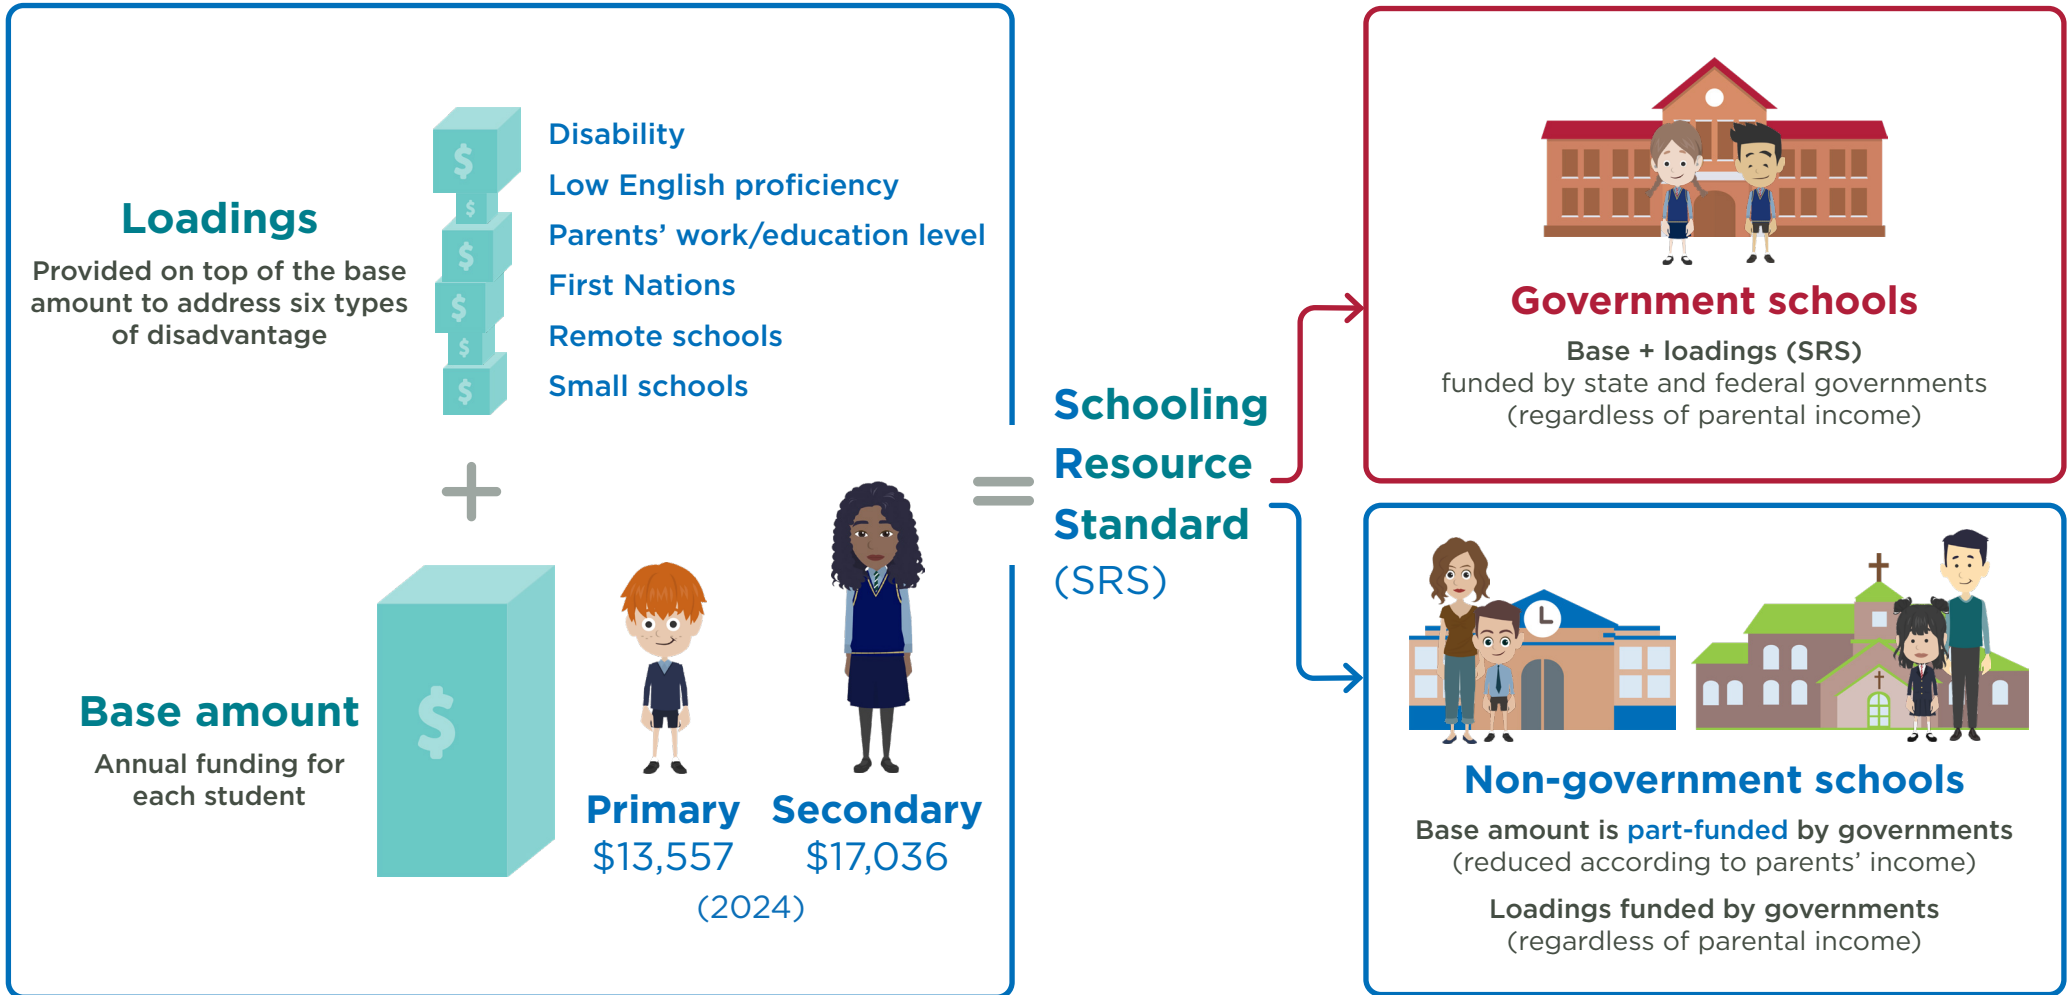 Loadings
Provided on top of the base
amount to address six types
of disadvantage
$
$
$
$
$
$
Disability
Low English proficiency
Parents’ work/education level
First Nations
Remote schools
Small schools
+
Base amount
Annual funding for
each student
$
Primary
$13,557
Secondary
$17,036
(2024)
=
Schooling
Resource
Standard
(SRS)
Government schools
Base + loadings (SRS)
funded by state and federal governments
(regardless of parental income)
Non-government schools
Base amount is part-funded by governments
(reduced according to parents’ income)
Loadings funded by governments
(regardless of parental income)